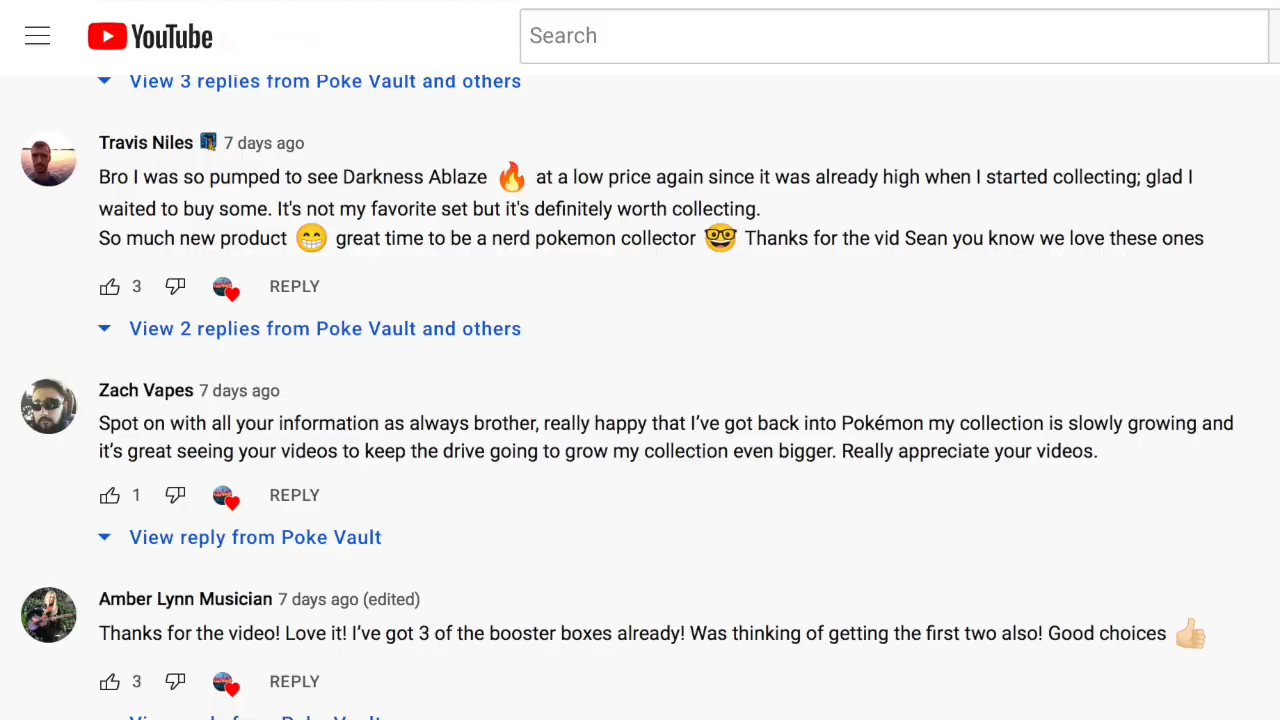 YouTube
Search
View 3 replies from Poke Vault and others
Travis Niles 7 days ago
Bro I was so pumped to see Darkness Ablaze 🔥 at a low price again since it was already high when I started collecting; glad I
waited to buy some. It's not my favorite set but it's definitely worth collecting.
So much new product 😁 great time to be a nerd pokemon collector 🤓 Thanks for the vid Sean you know we love these ones
3 REPLY
View 2 replies from Poke Vault and others
Zach Vapes 7 days ago
Spot on with all your information as always brother, really happy that I’ve got back into Pokémon my collection is slowly growing and
it’s great seeing your videos to keep the drive going to grow my collection even bigger. Really appreciate your videos.
1 REPLY
View reply from Poke Vault
Amber Lynn Musician 7 days ago (edited)
Thanks for the video! Love it! I’ve got 3 of the booster boxes already! Was thinking of getting the first two also! Good choices 👍🏻
3 REPLY